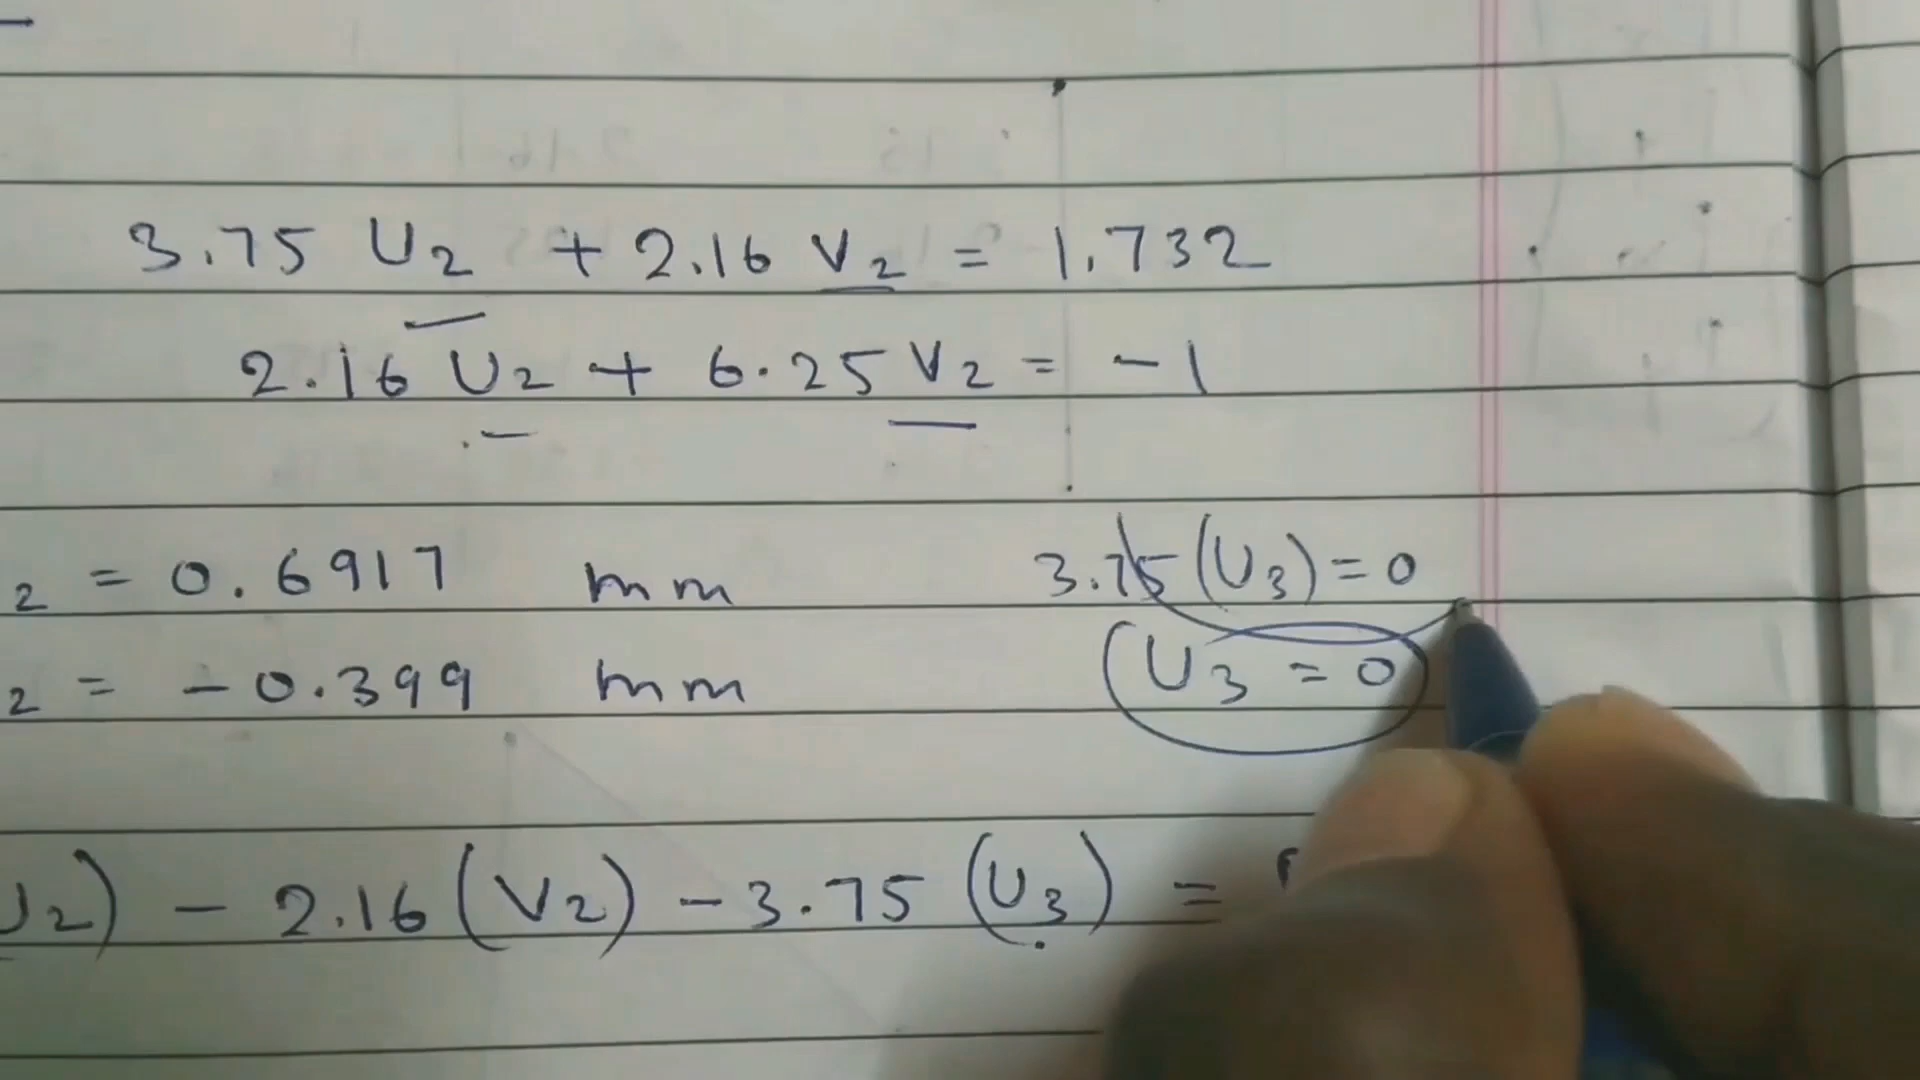 3.75 U2 + 2.16 V2 = 1.732
2.16 U2 + 6.25 V2 = -1
2 = 0.6917 mm
2 = -0.399 mm
3.75 (U3) = 0
U3 = 0
U2) - 2.16 (V2) - 3.75 (U3) =